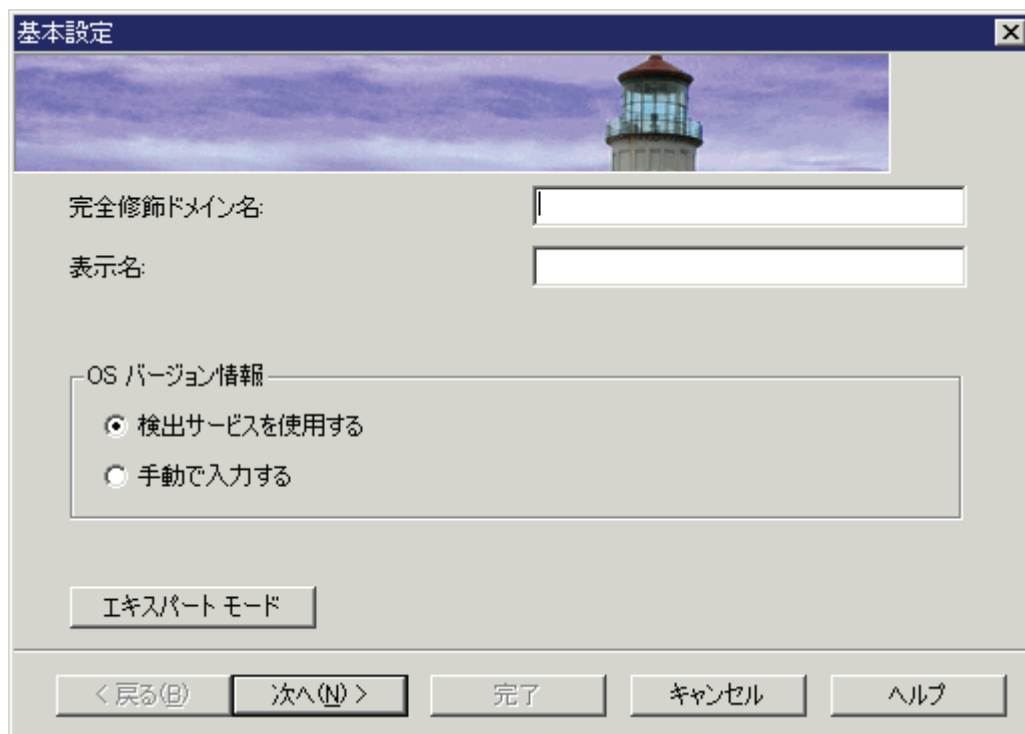 基本設定
完全修飾ドメイン名:
表示名:
OS バージョン情報
検出サービスを使用する
手動で入力する
エキスパート モード
< 戻る(B)
次へ(N) >
完了
キャンセル
ヘルプ